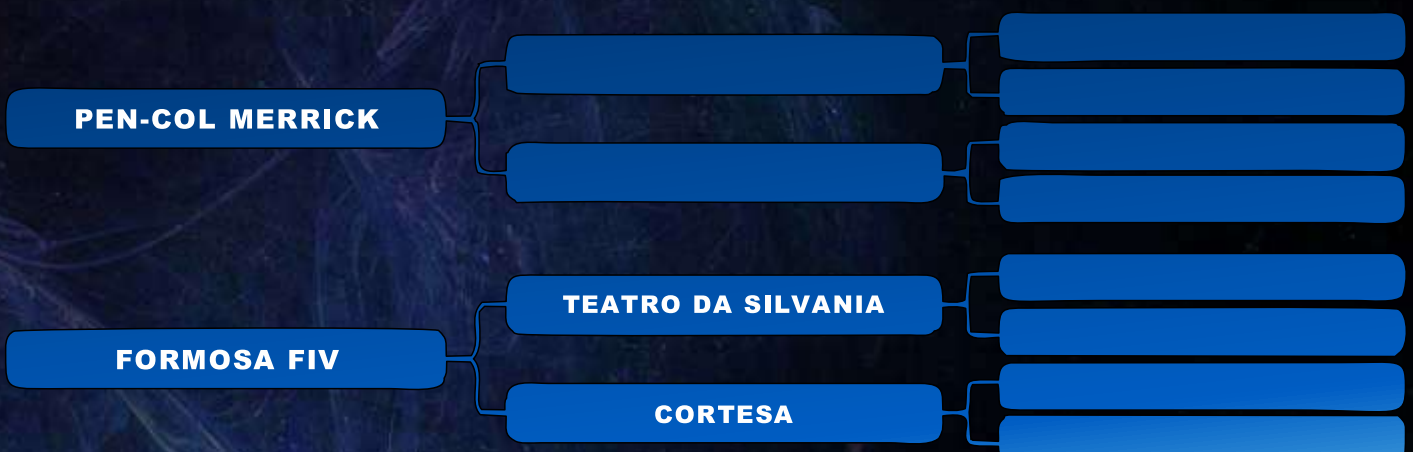 PEN-COL MERRICK
TEATRO DA SILVANIA
FORMOSA FIV
CORTESA